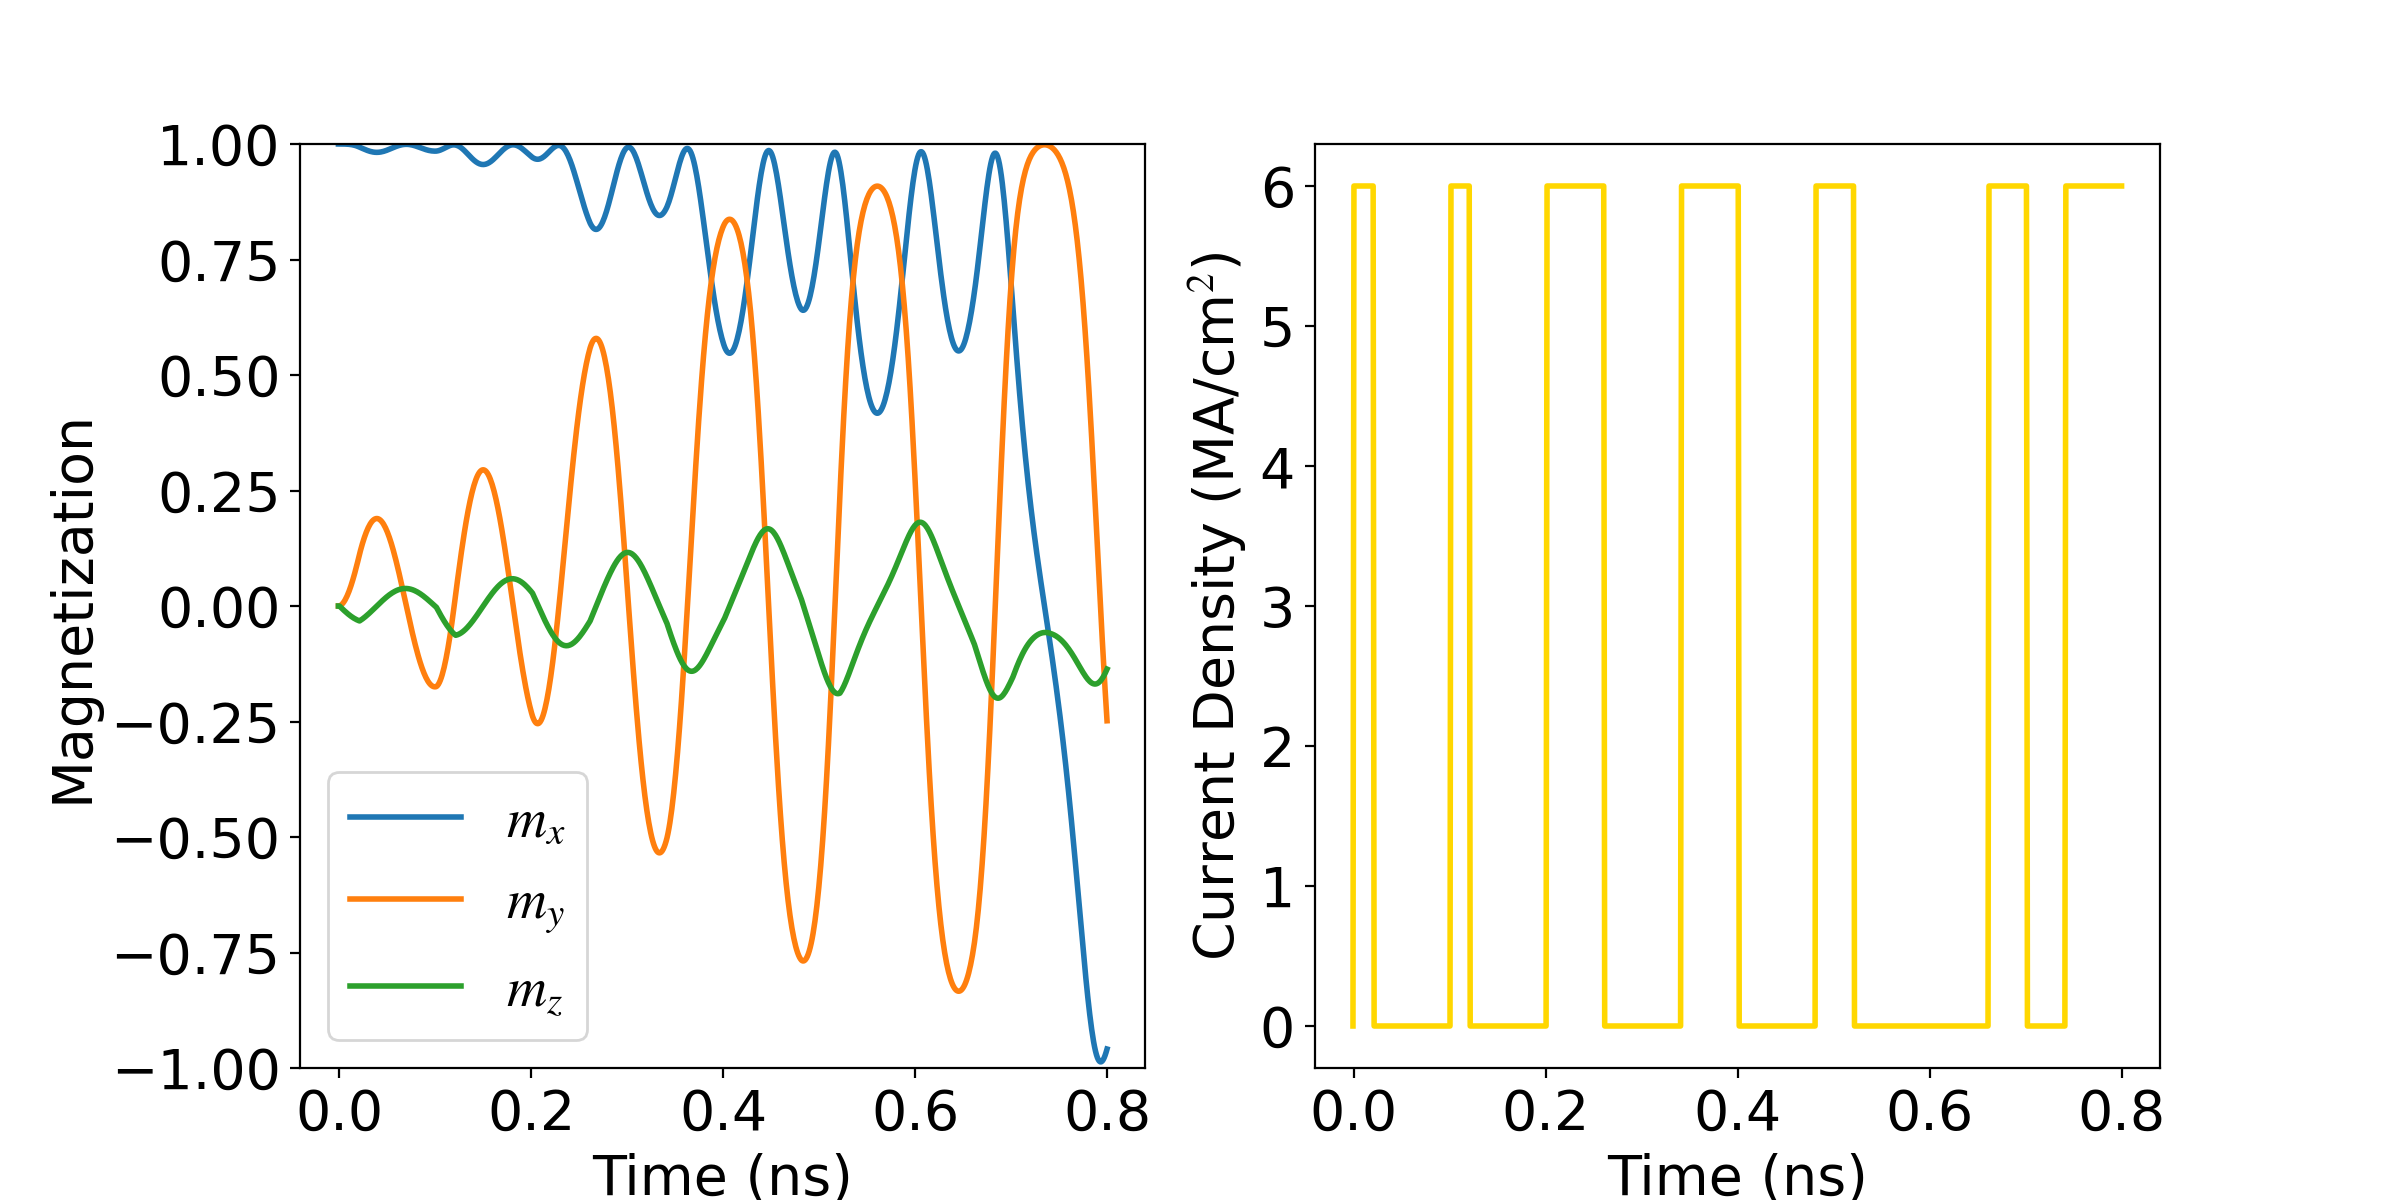 Magnetization
1.00
0.75
0.50
0.25
0.00
−0.25
−0.50
−0.75
−1.00
m_x
m_y
m_z
0.0 0.2 0.4 0.6 0.8
Time (ns)
Current Density (MA/cm²)
6
5
4
3
2
1
0
0.0 0.2 0.4 0.6 0.8
Time (ns)